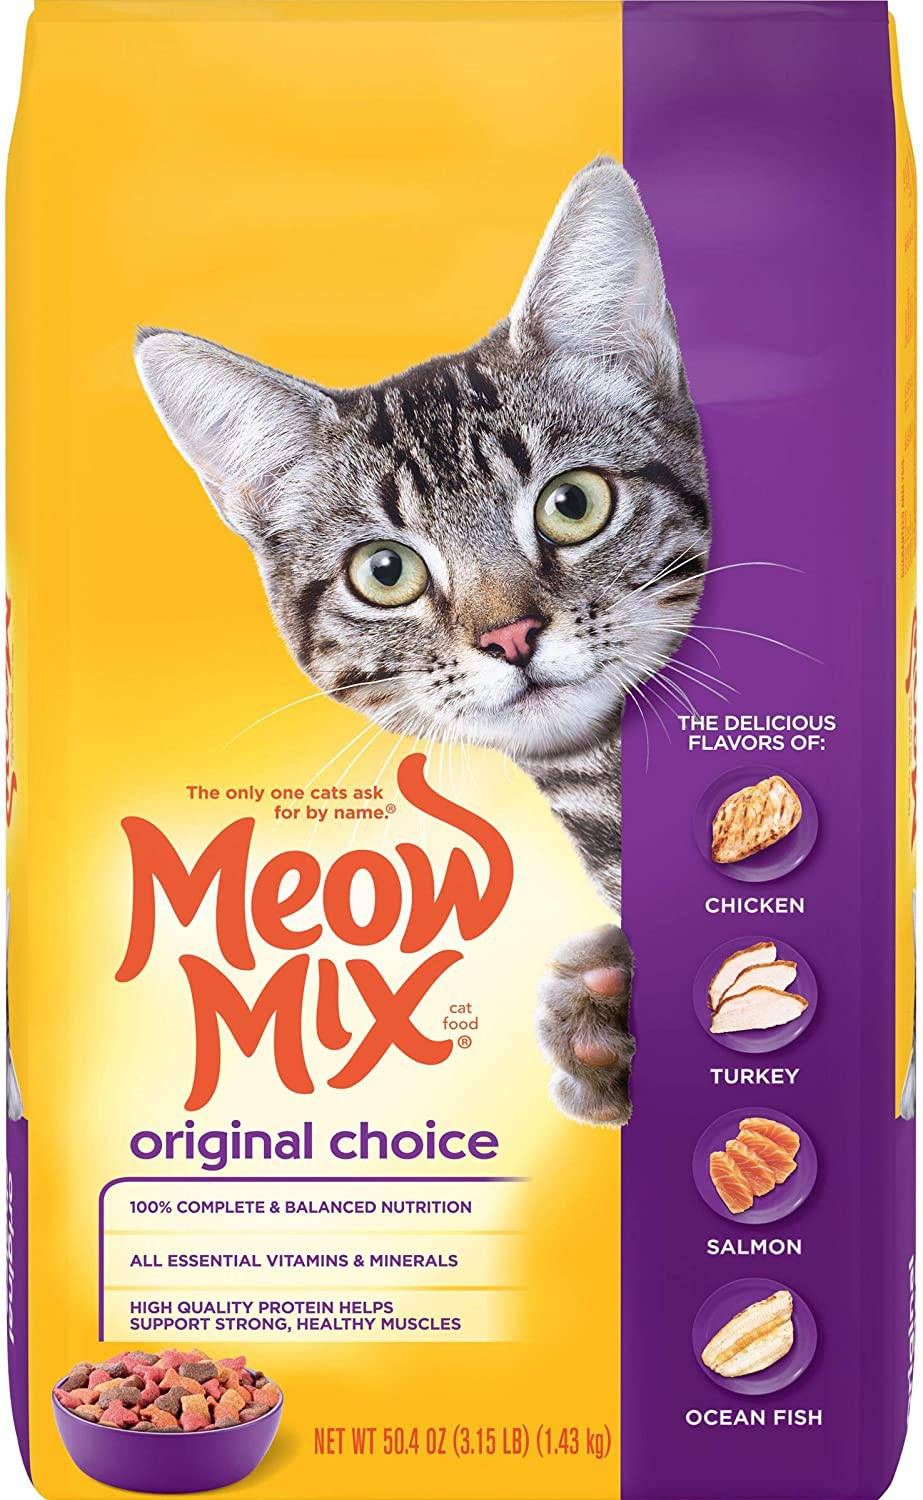 The only one cats ask
for by name.®
Meow
Mix
cat
food
®
original choice
100% COMPLETE & BALANCED NUTRITION
ALL ESSENTIAL VITAMINS & MINERALS
HIGH QUALITY PROTEIN HELPS
SUPPORT STRONG, HEALTHY MUSCLES
NET WT 50.4 OZ (3.15 LB) (1.43 kg)
THE DELICIOUS
FLAVORS OF:
CHICKEN
TURKEY
SALMON
OCEAN FISH